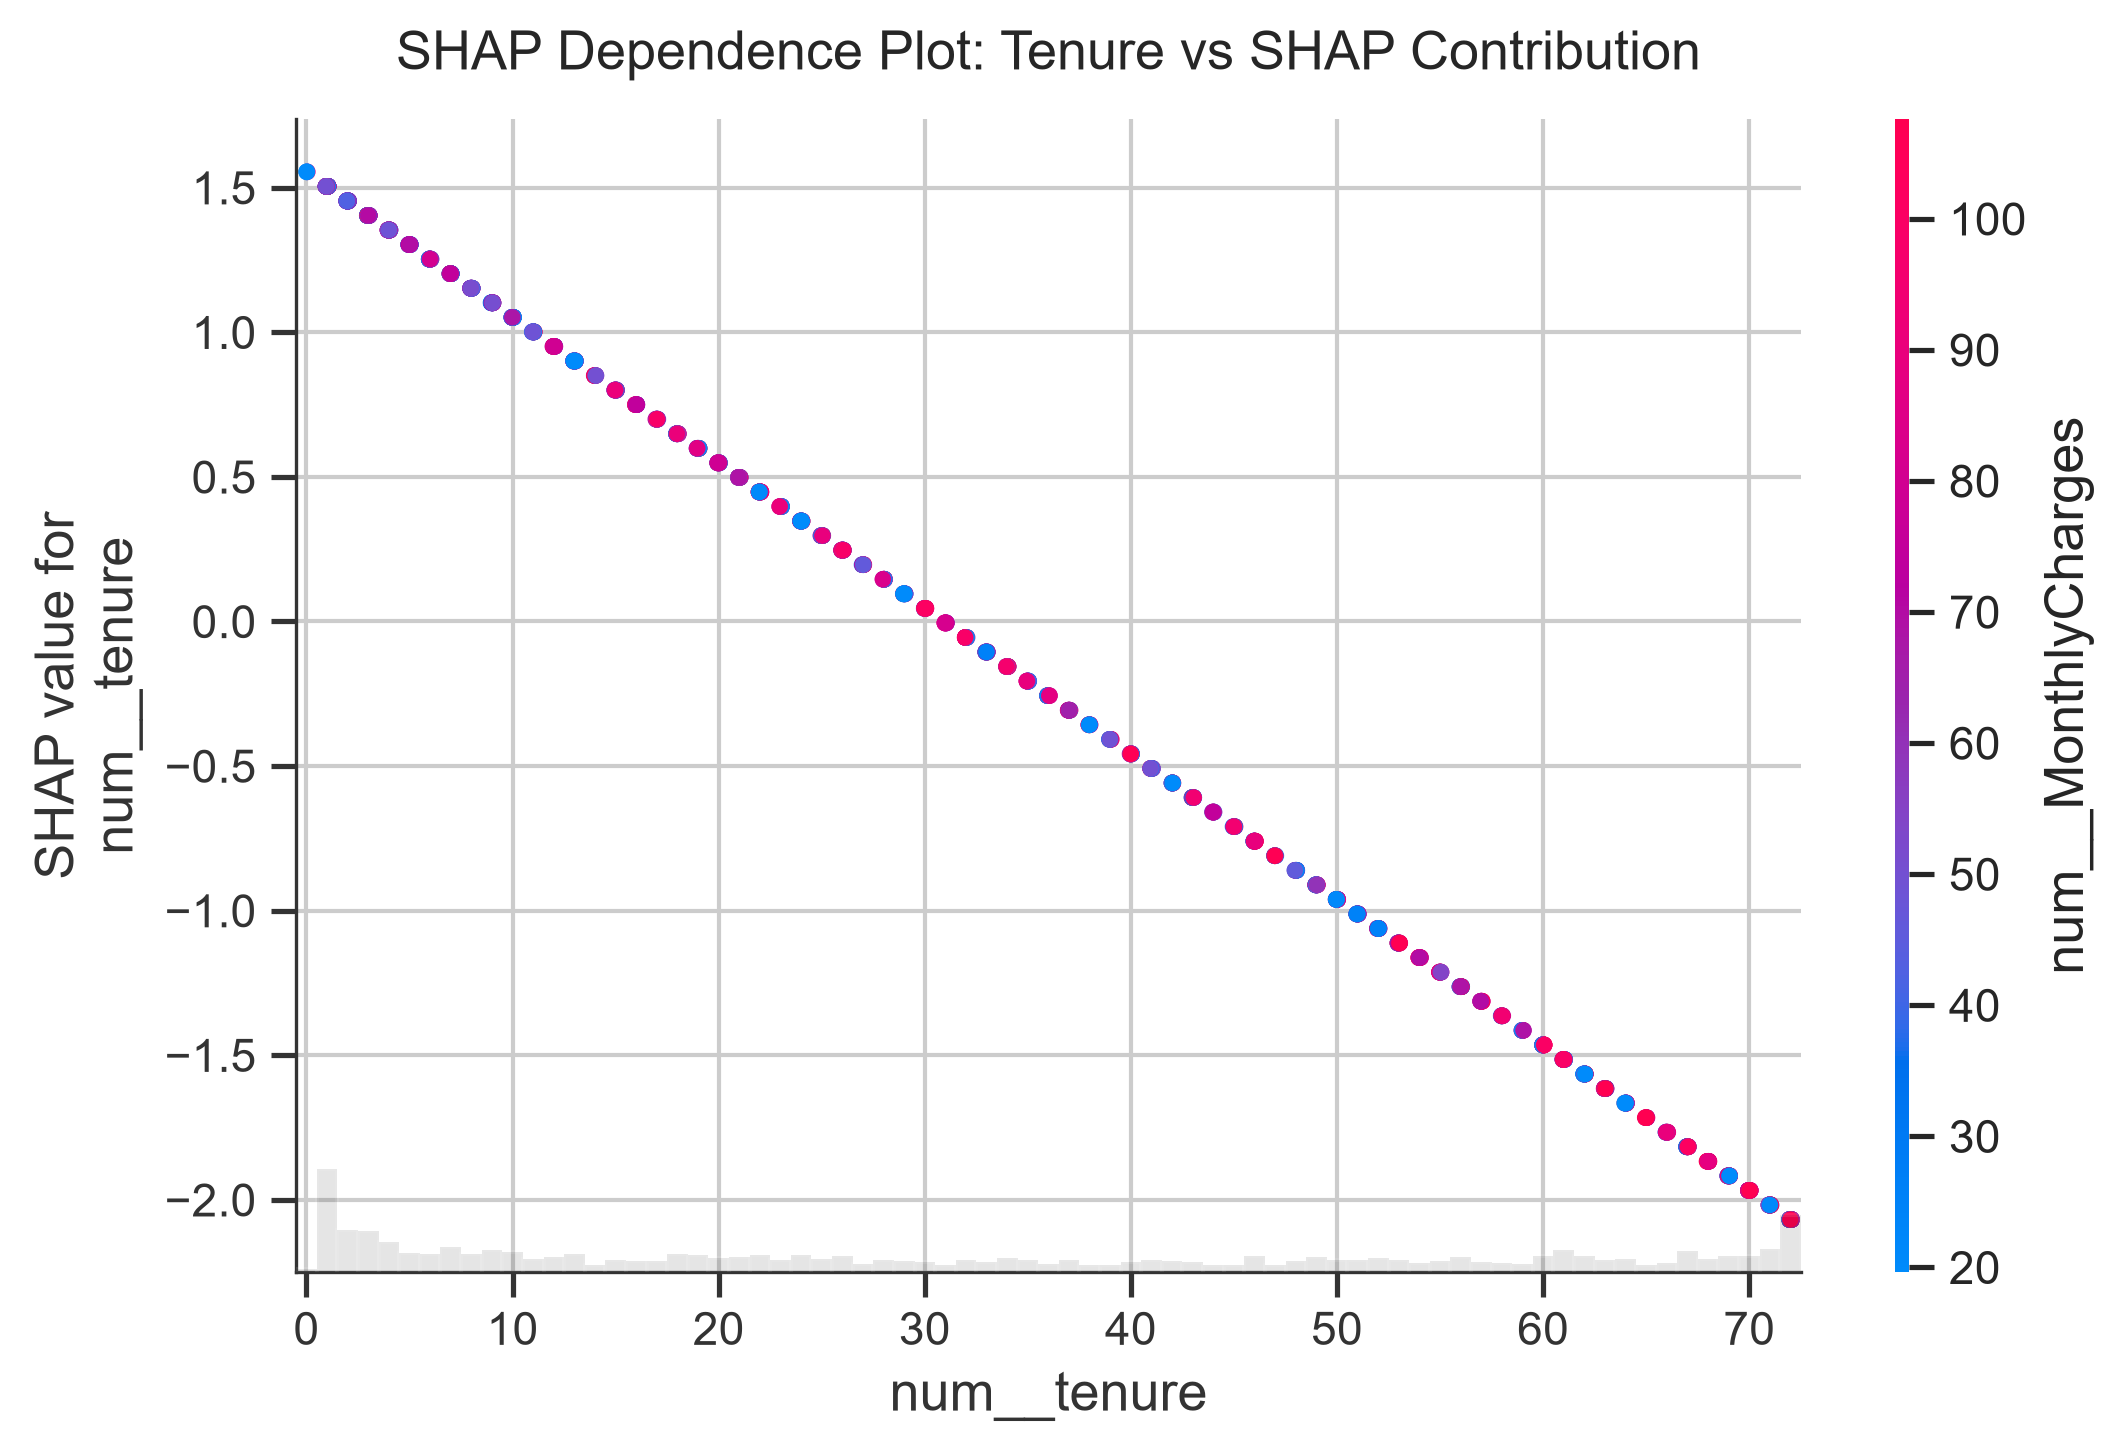 SHAP Dependence Plot: Tenure vs SHAP Contribution
SHAP value for
num__tenure
1.5
1.0
0.5
0.0
−0.5
−1.0
−1.5
−2.0
0 10 20 30 40 50 60 70
num__tenure
100
90
80
70
60
50
40
30
20
num__MonthlyCharges